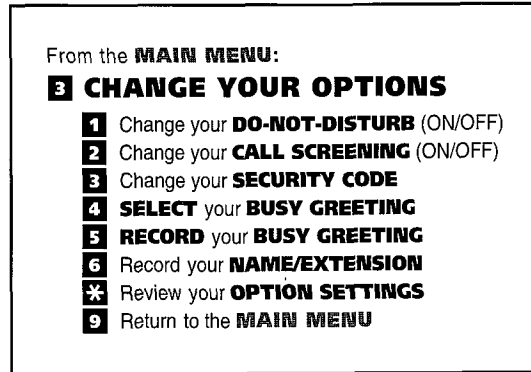 From the MAIN MENU:
3 CHANGE YOUR OPTIONS
1 Change your DO-NOT-DISTURB (ON/OFF)
2 Change your CALL SCREENING (ON/OFF)
3 Change your SECURITY CODE
4 SELECT your BUSY GREETING
5 RECORD your BUSY GREETING
6 Record your NAME/EXTENSION
* Review your OPTION SETTINGS
9 Return to the MAIN MENU